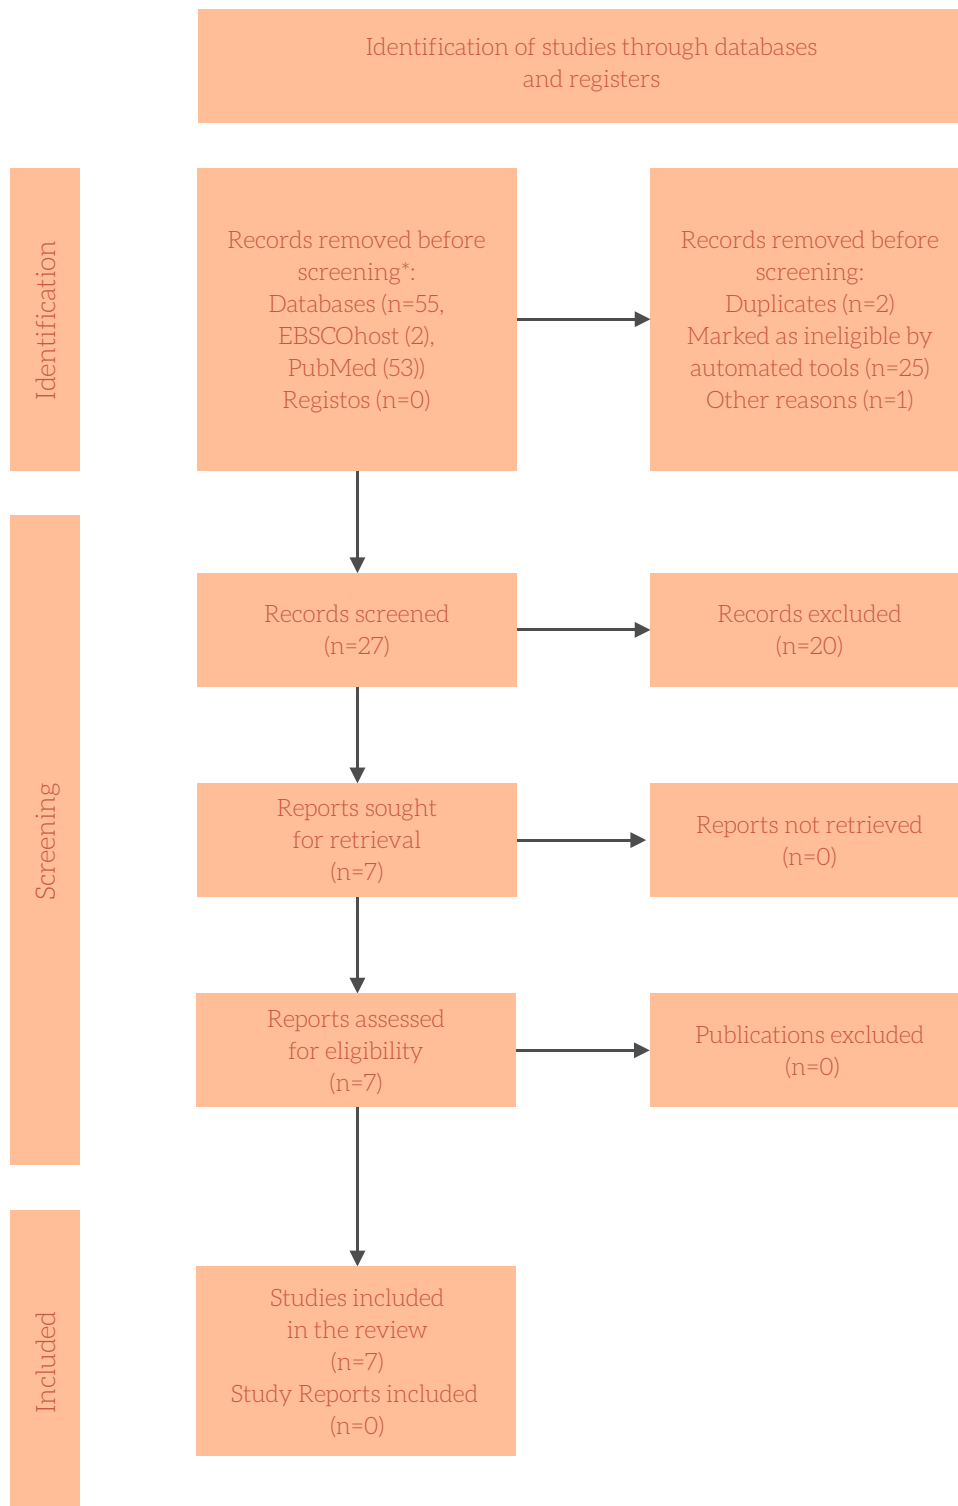 Identification of studies through databases
and registers
Identification
Records removed before
screening*:
Databases (n=55,
EBSCOhost (2),
PubMed (53))
Registos (n=0)
Records removed before
screening:
Duplicates (n=2)
Marked as ineligible by
automated tools (n=25)
Other reasons (n=1)
Screening
Records screened
(n=27)
Records excluded
(n=20)
Reports sought
for retrieval
(n=7)
Reports not retrieved
(n=0)
Reports assessed
for eligibility
(n=7)
Publications excluded
(n=0)
Included
Studies included
in the review
(n=7)
Study Reports included
(n=0)